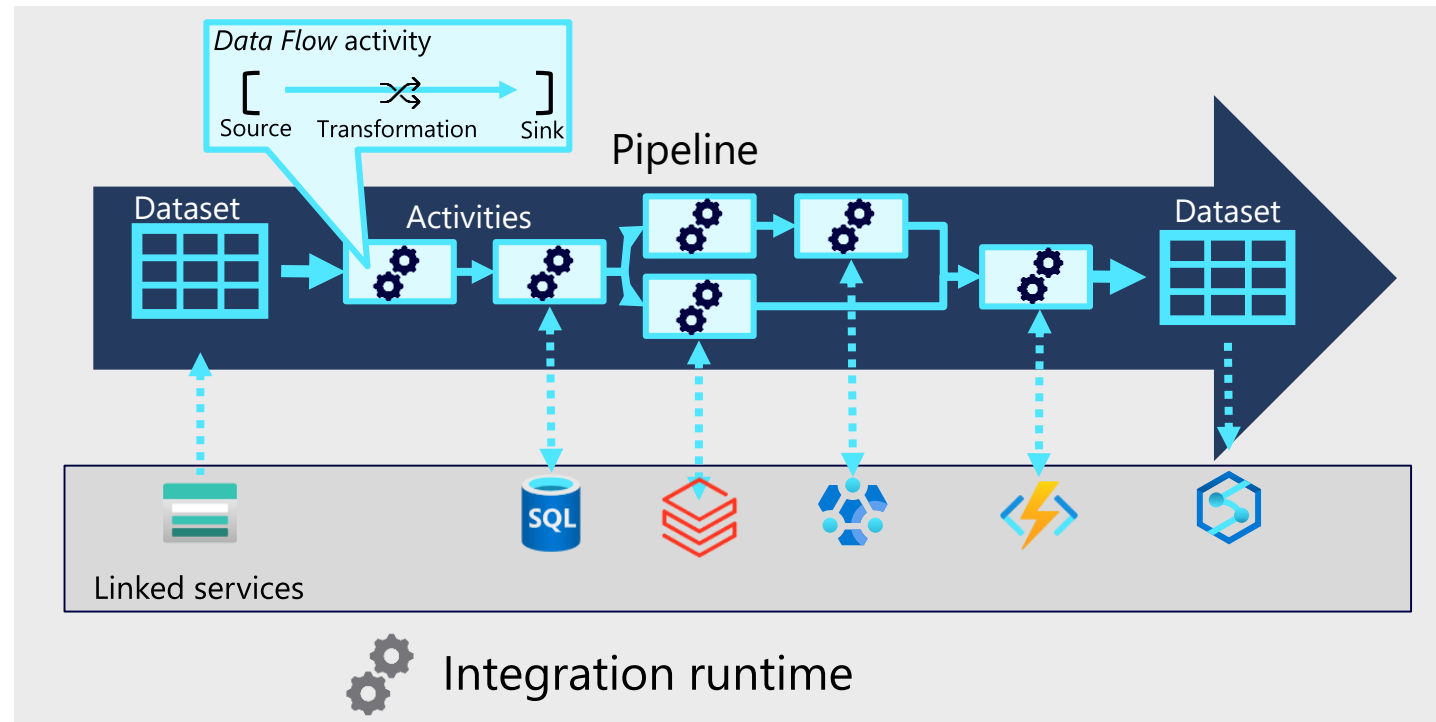 Data Flow activity
Source Transformation Sink
Pipeline
Dataset
Activities
Dataset
SQL
Linked services
Integration runtime